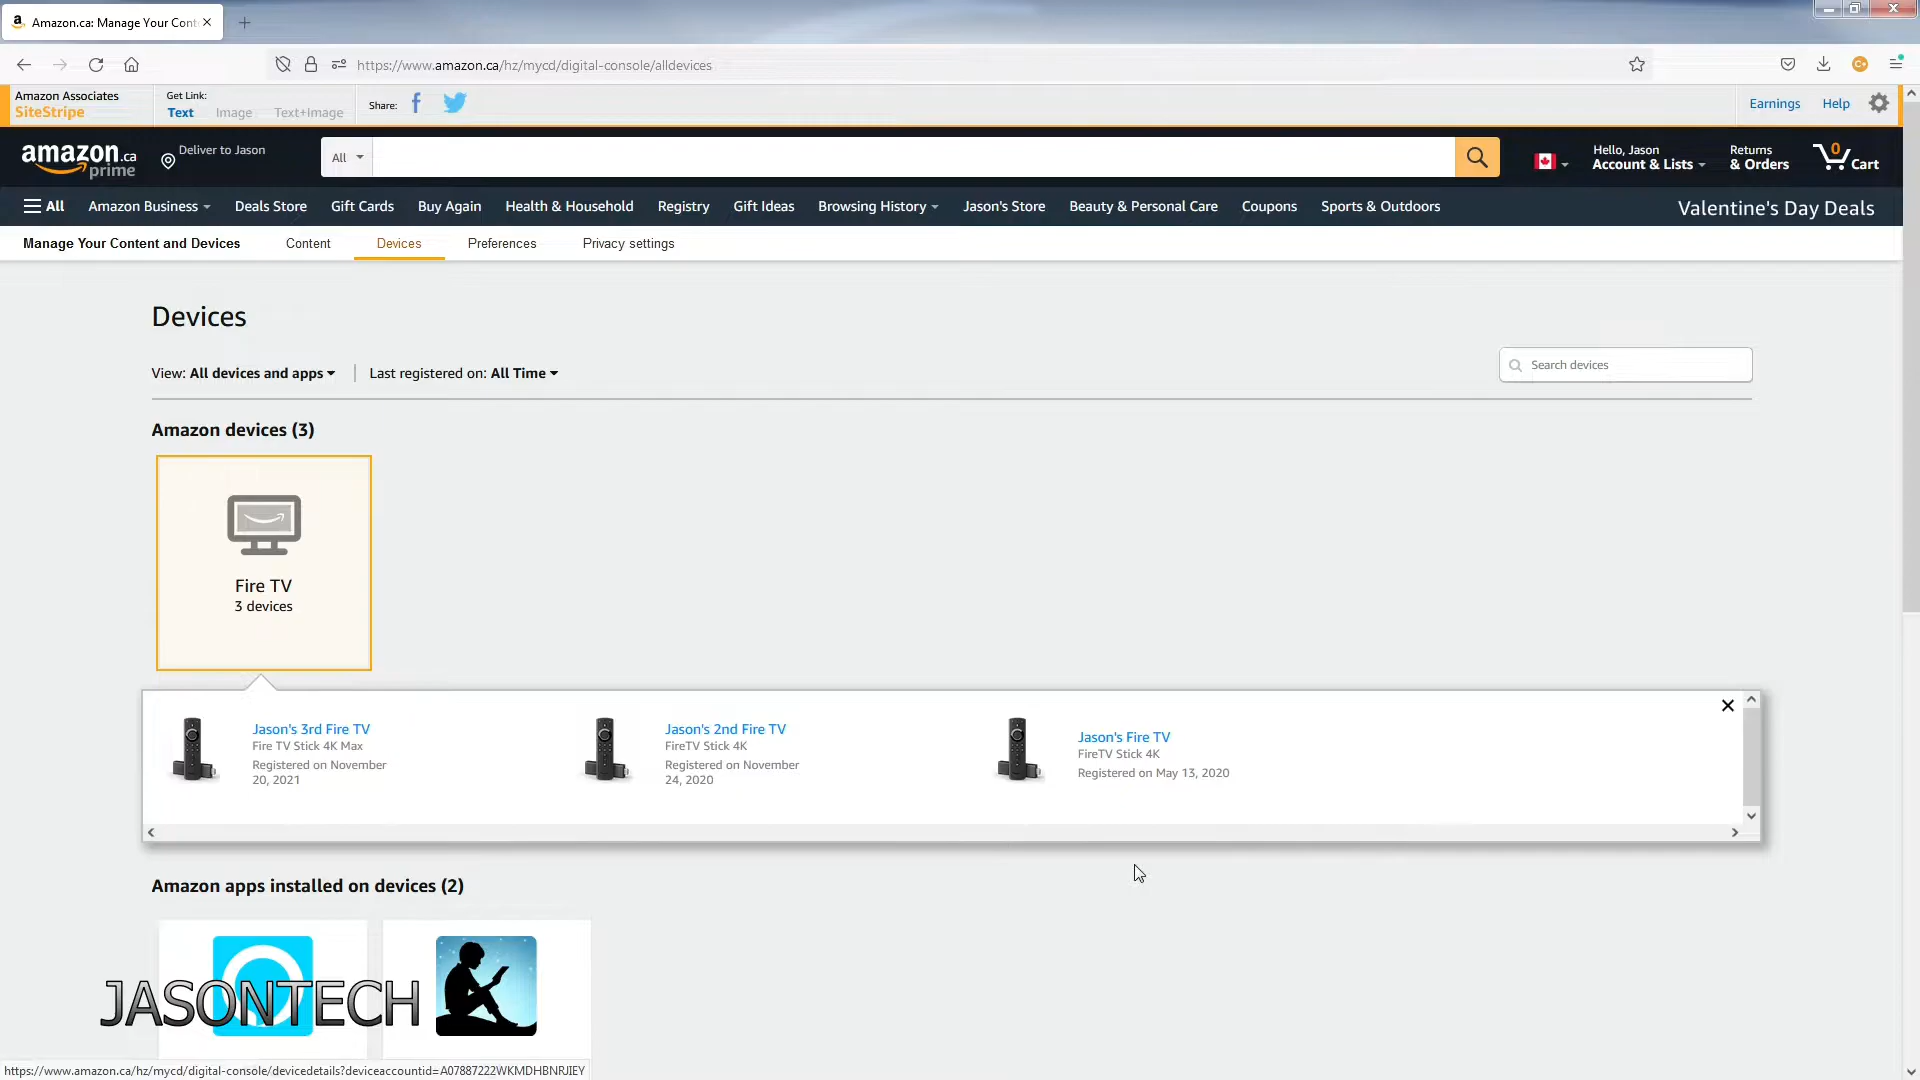 Amazon.ca: Manage Your Cont
https://www.amazon.ca/hz/mycd/digital-console/alldevices
Amazon Associates
SiteStripe
Get Link:
Text Image Text+Image
Share:
Earnings Help
amazon.ca
prime
Deliver to Jason
All
Hello, Jason
Account & Lists
Returns
& Orders
0
Cart
All Amazon Business Deals Store Gift Cards Buy Again Health & Household Registry Gift Ideas Browsing History Jason's Store Beauty & Personal Care Coupons Sports & Outdoors Valentine's Day Deals
Manage Your Content and Devices Content Devices Preferences Privacy settings
Devices
View: All devices and apps Last registered on: All Time
Search devices
Amazon devices (3)
Fire TV
3 devices
Jason's 3rd Fire TV
Fire TV Stick 4K Max
Registered on November
20, 2021
Jason's 2nd Fire TV
FireTV Stick 4K
Registered on November
24, 2020
Jason's Fire TV
FireTV Stick 4K
Registered on May 13, 2020
Amazon apps installed on devices (2)
JASONTECH
https://www.amazon.ca/hz/mycd/digital-console/devicedetails?deviceaccountid=A07887222WKMDHBNRJIEY